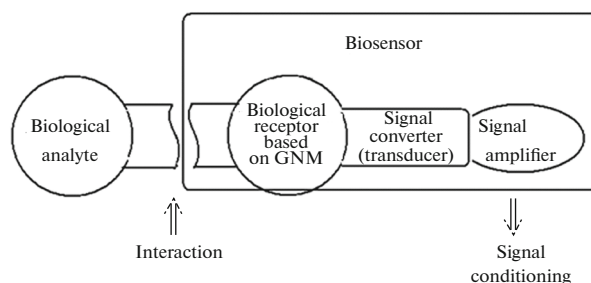 Biosensor
Biological
analyte
Biological
receptor
based
on GNM
Signal
converter
(transducer)
Signal
amplifier
Interaction
Signal
conditioning